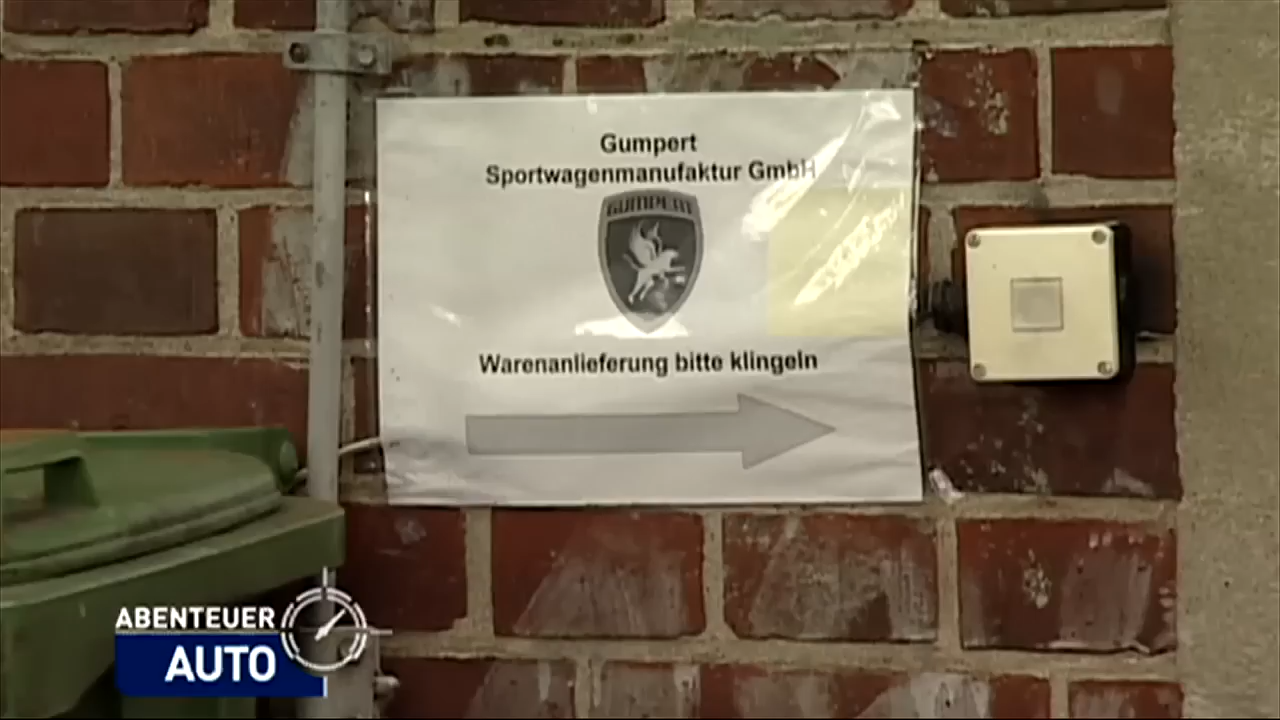 Gumpert
Sportwagenmanufaktur GmbH
GUMPERT
Warenanlieferung bitte klingeln
ABENTEUER
AUTO